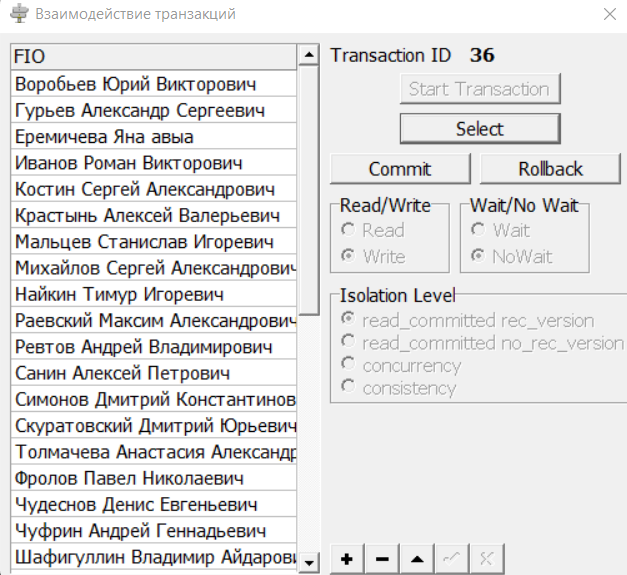 Взаимодействие транзакций
FIO
Воробьев Юрий Викторович
Гурьев Александр Сергеевич
Еремичева Яна авыа
Иванов Роман Викторович
Костин Сергей Александрович
Крастынь Алексей Валерьевич
Мальцев Станислав Игоревич
Михайлов Сергей Александрович
Найкин Тимур Игоревич
Раевский Максим Александрович
Ревтов Андрей Владимирович
Санин Алексей Петрович
Симонов Дмитрий Константинов
Скуратовский Дмитрий Юрьевич
Толмачева Анастасия Александр
Фролов Павел Николаевич
Чудеснов Денис Евгеньевич
Чуфрин Андрей Геннадьевич
Шафигуллин Владимир Айдарови
Transaction ID 36
Start Transaction
Select
Commit Rollback
Read/Write Wait/No Wait
Read Wait
Write NoWait
Isolation Level
read_committed rec_version
read_committed no_rec_version
concurrency
consistency